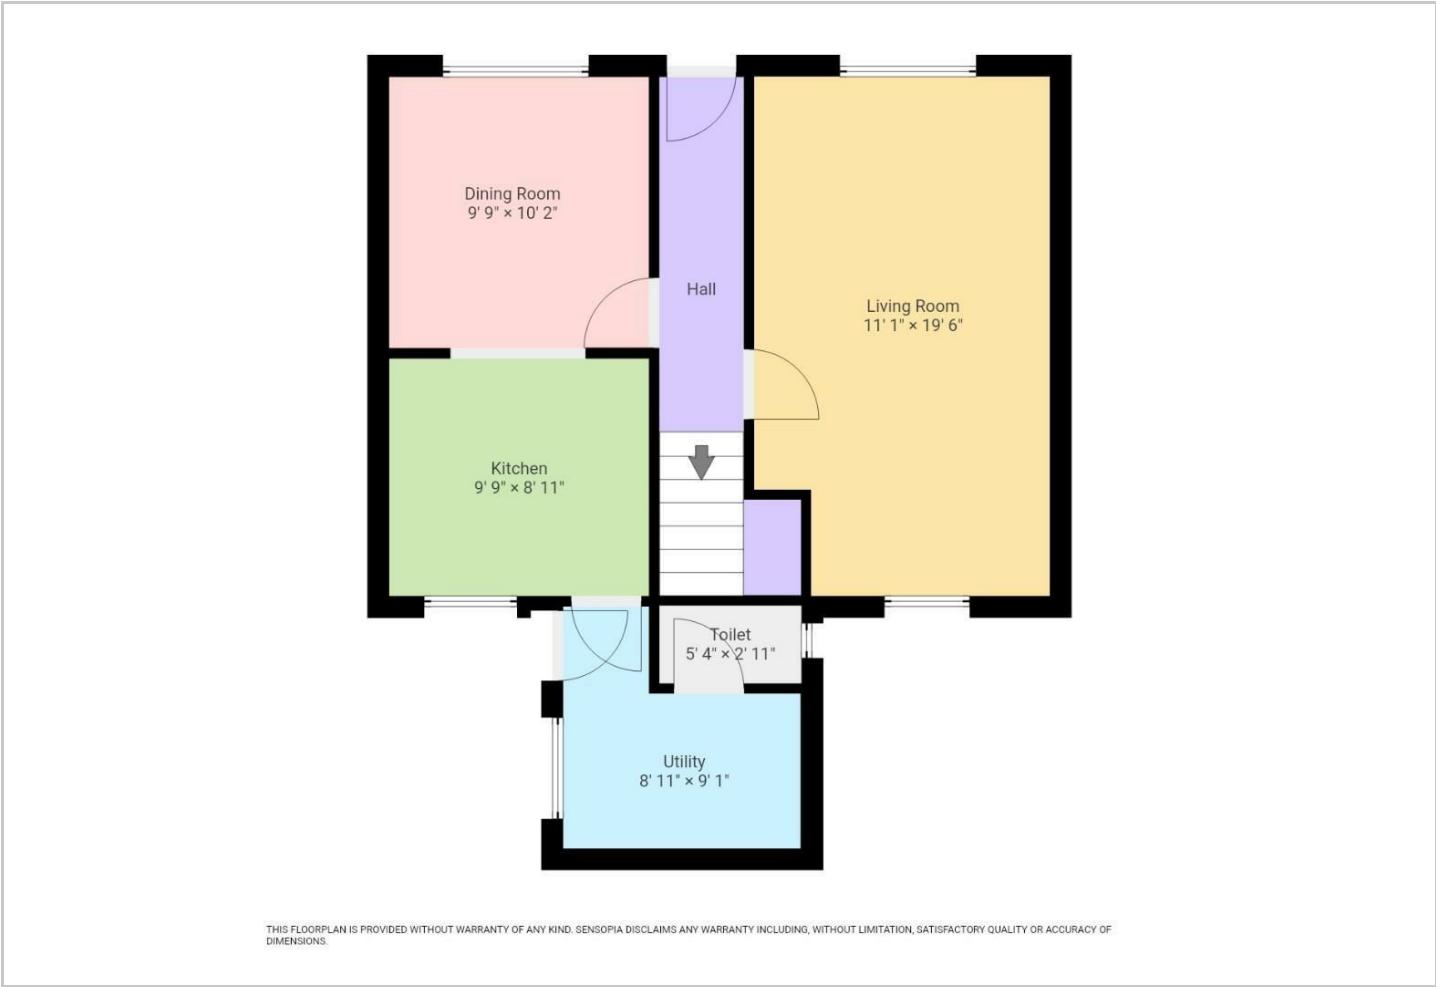 Dining Room
9' 9" × 10' 2"
Hall
Living Room
11' 1" × 19' 6"
Kitchen
9' 9" × 8' 11"
Toilet
5' 4" × 2' 11"
Utility
8' 11" × 9' 1"
THIS FLOORPLAN IS PROVIDED WITHOUT WARRANTY OF ANY KIND. SENSOPIA DISCLAIMS ANY WARRANTY INCLUDING, WITHOUT LIMITATION, SATISFACTORY QUALITY OR ACCURACY OF
DIMENSIONS.